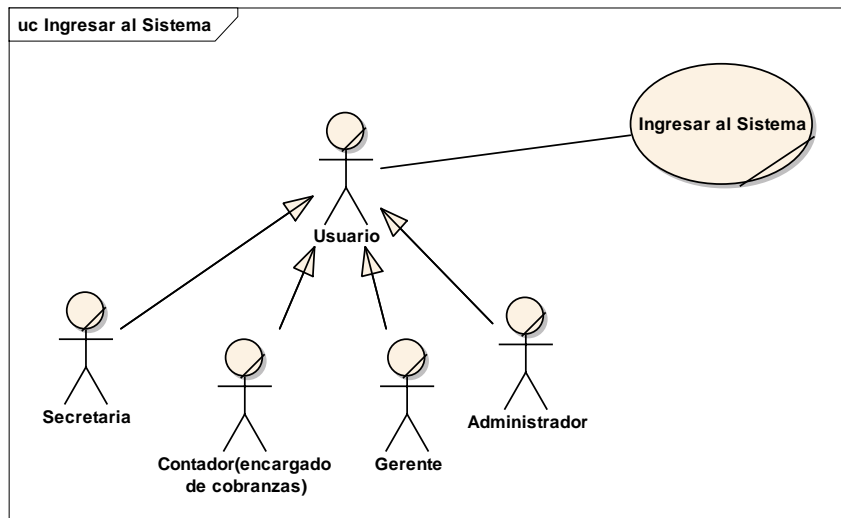 uc Ingresar al Sistema
Ingresar al Sistema
Usuario
Secretaria
Contador(encargado
de cobranzas)
Gerente
Administrador